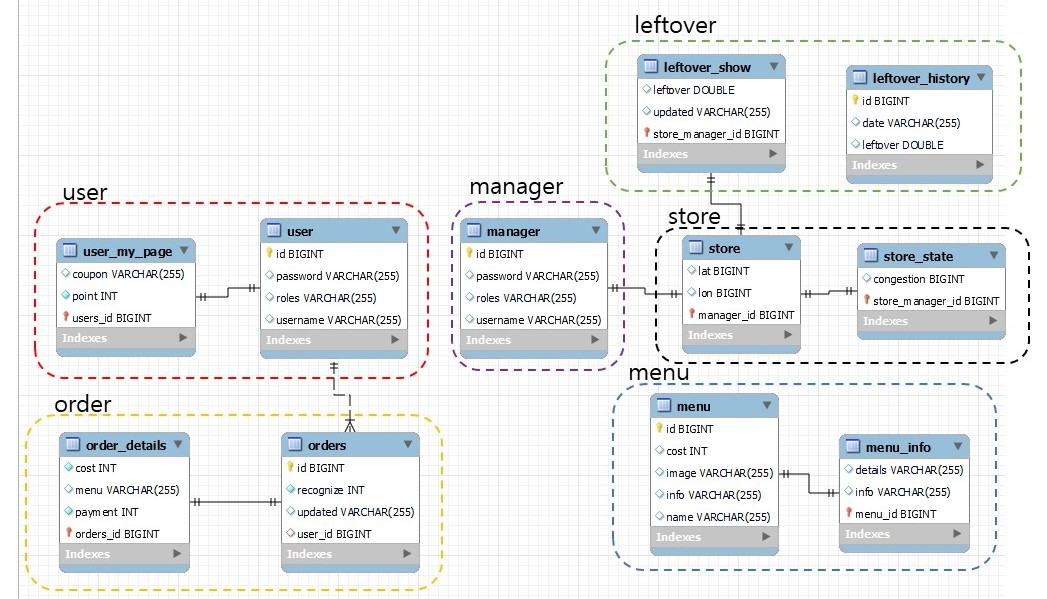 leftover
leftover_show
leftover DOUBLE
updated VARCHAR(255)
store_manager_id BIGINT
Indexes
leftover_history
id BIGINT
date VARCHAR(255)
leftover DOUBLE
Indexes
user
user_my_page
coupon VARCHAR(255)
point INT
users_id BIGINT
Indexes
user
id BIGINT
password VARCHAR(255)
roles VARCHAR(255)
username VARCHAR(255)
Indexes
manager
manager
id BIGINT
password VARCHAR(255)
roles VARCHAR(255)
username VARCHAR(255)
Indexes
store
store
lat BIGINT
lon BIGINT
manager_id BIGINT
Indexes
store_state
congestion BIGINT
store_manager_id BIGINT
Indexes
order
order_details
cost INT
menu VARCHAR(255)
payment INT
orders_id BIGINT
Indexes
orders
id BIGINT
recognize INT
updated VARCHAR(255)
user_id BIGINT
Indexes
menu
menu
id BIGINT
cost INT
image VARCHAR(255)
info VARCHAR(255)
name VARCHAR(255)
Indexes
menu_info
details VARCHAR(255)
info VARCHAR(255)
menu_id BIGINT
Indexes